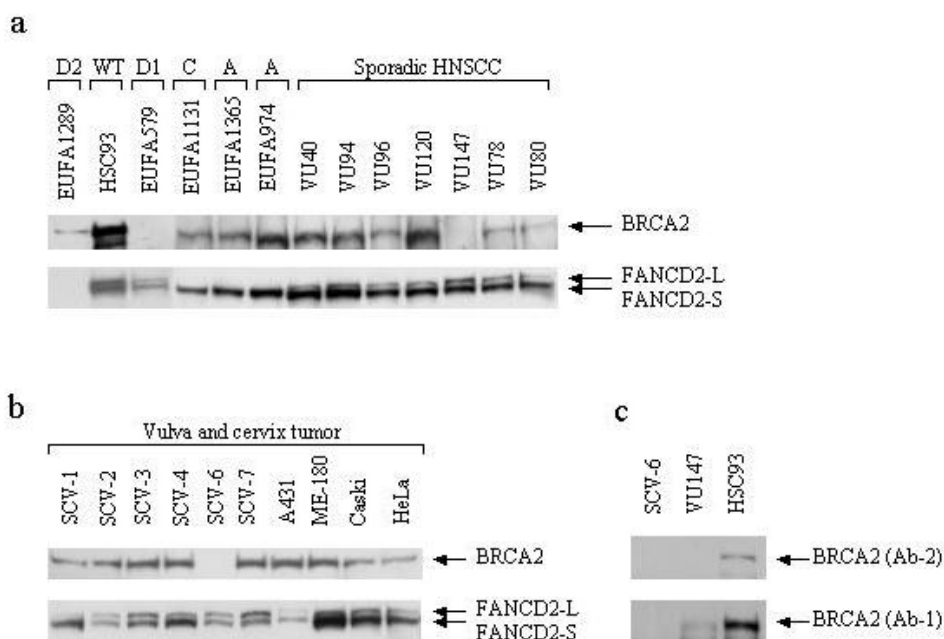 a
D2 WT D1 C A A Sporadic HNSCC
EUFA1289 HSC93 EUFA579 EUFA1131 EUFA1365 EUFA974 VU40 VU94 VU96 VU120 VU147 VU78 VU80
BRCA2
FANCD2-L
FANCD2-S
b
Vulva and cervix tumor
SCV-1 SCV-2 SCV-3 SCV-4 SCV-6 SCV-7 A431 ME-180 Caski HeLa
BRCA2
FANCD2-L
FANCD2-S
c
SCV-6 VU147 HSC93
BRCA2 (Ab-2)
BRCA2 (Ab-1)